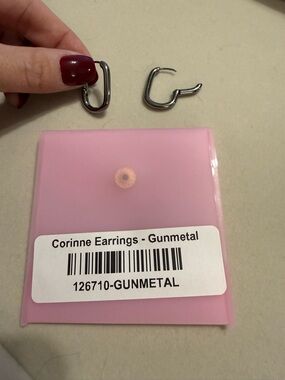 Corinne Earrings - Gunmetal
126710-GUNMETAL